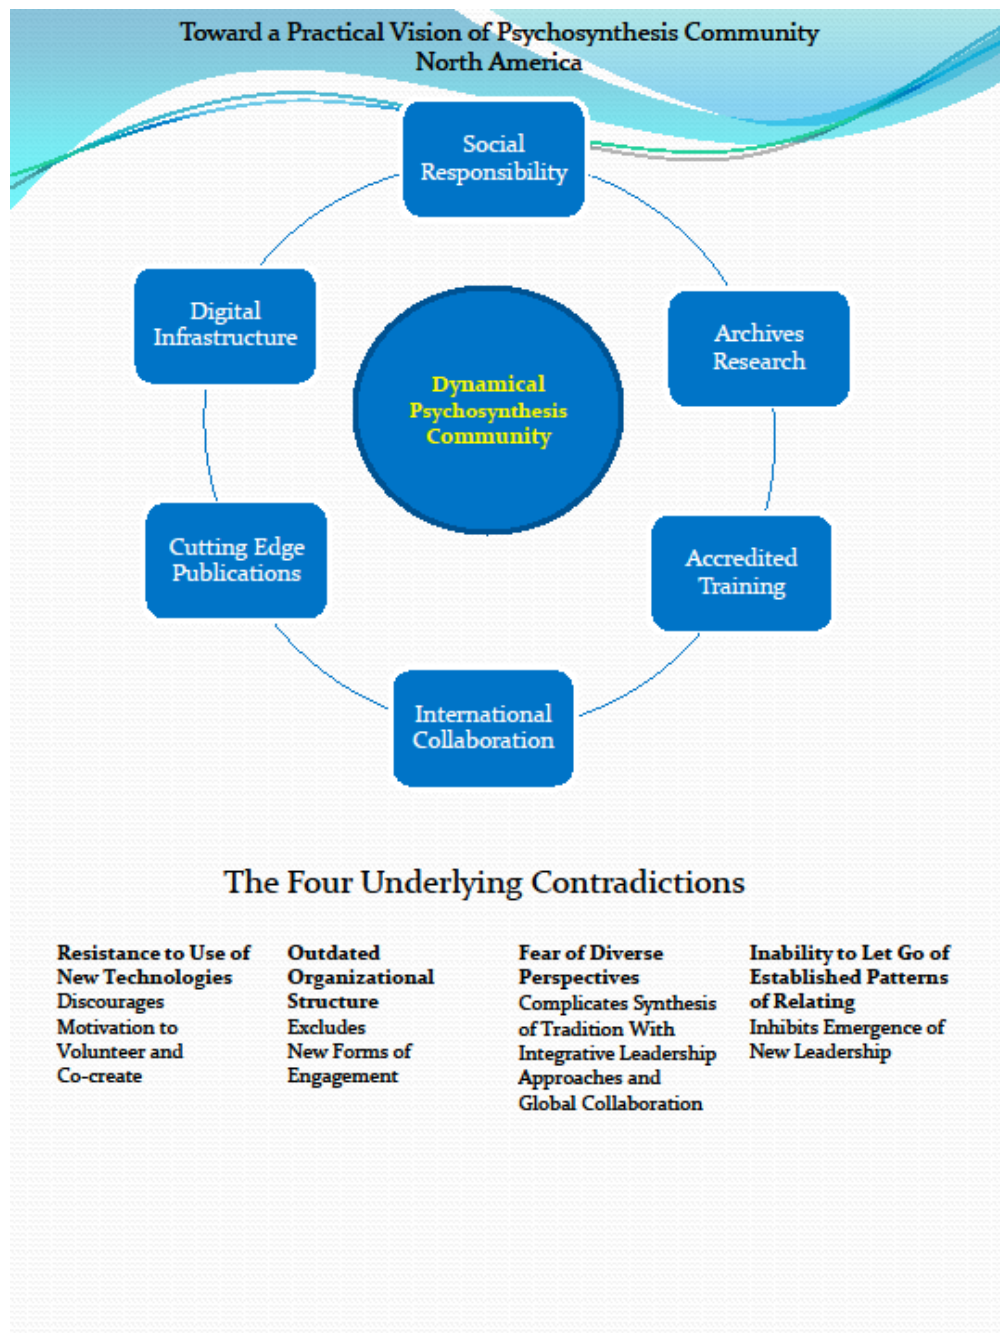 Toward a Practical Vision of Psychosynthesis Community
North America
Social
Responsibility
Digital
Infrastructure
Archives
Research
Dynamical
Psychosynthesis
Community
Cutting Edge
Publications
Accredited
Training
International
Collaboration
The Four Underlying Contradictions
Resistance to Use of
New Technologies
Discourages
Motivation to
Volunteer and
Co-create
Outdated
Organizational
Structure
Excludes
New Forms of
Engagement
Fear of Diverse
Perspectives
Complicates Synthesis
of Tradition With
Integrative Leadership
Approaches and
Global Collaboration
Inability to Let Go of
Established Patterns
of Relating
Inhibits Emergence of
New Leadership